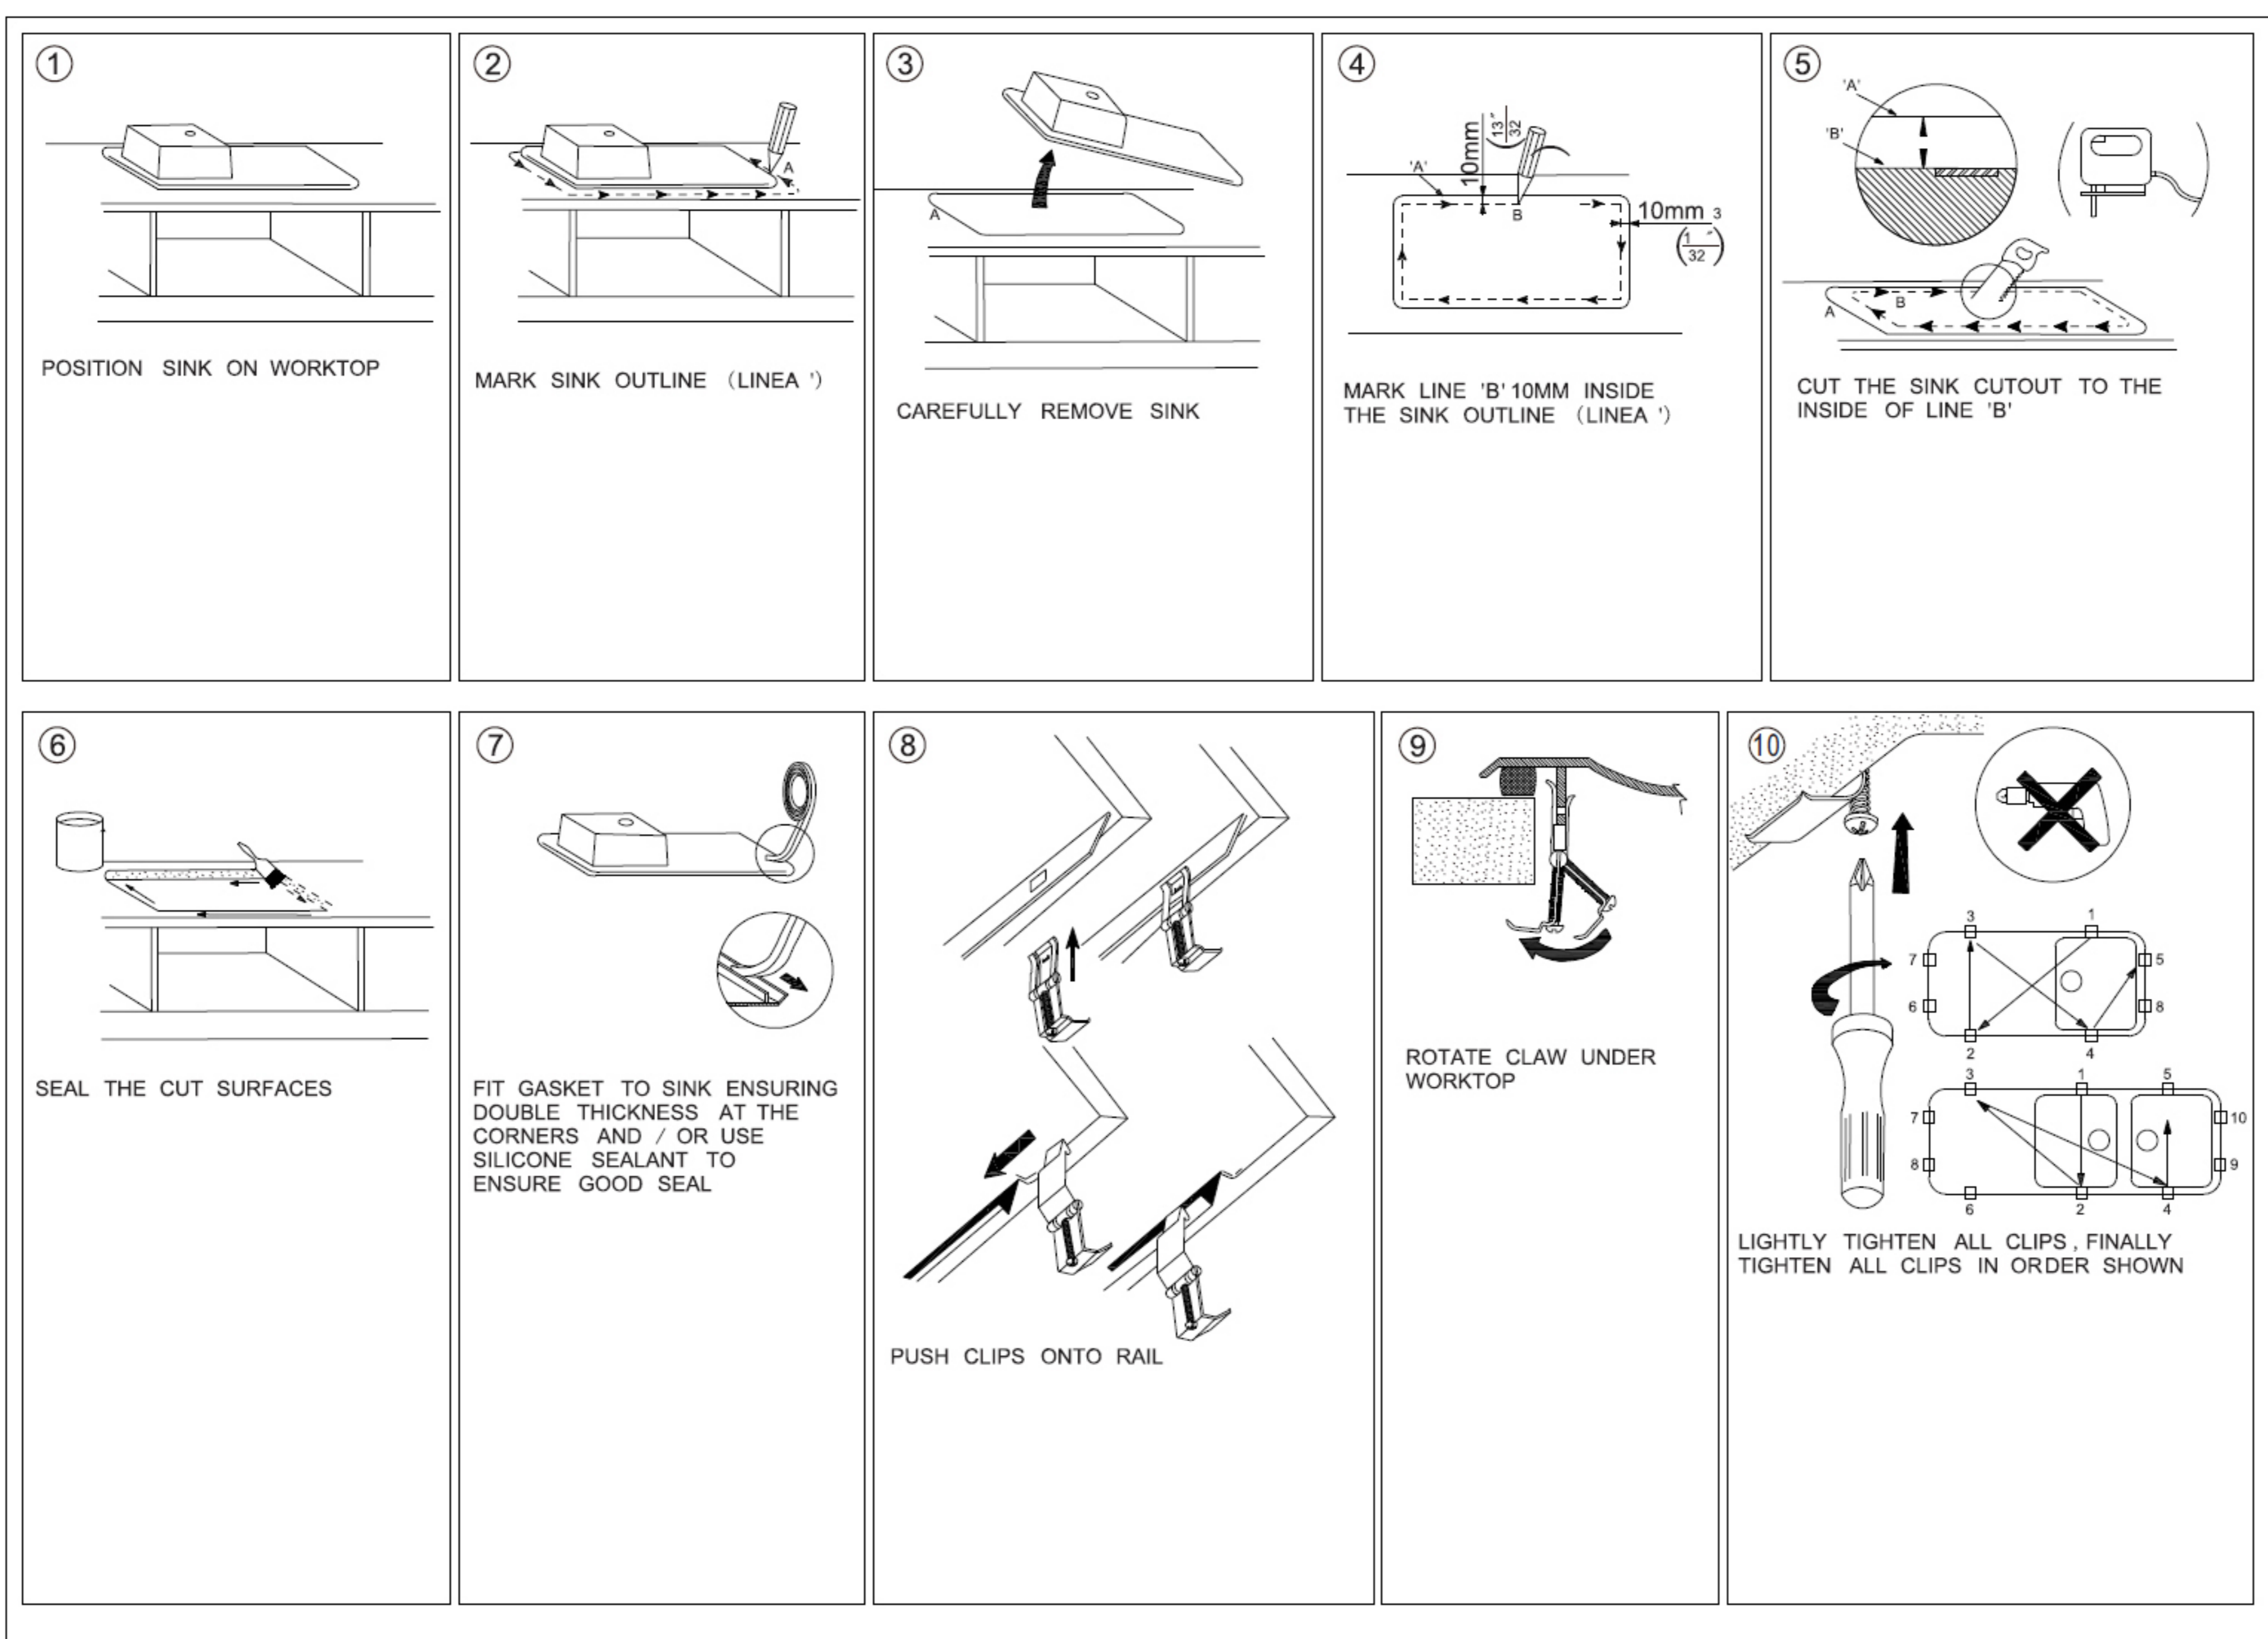 ①
POSITION SINK ON WORKTOP
②
A
MARK SINK OUTLINE (LINEA ')
③
A
CAREFULLY REMOVE SINK
④
'A'
10mm
13"
32
B
10mm 3
(1 "
32)
MARK LINE 'B' 10MM INSIDE
THE SINK OUTLINE (LINEA ')
⑤
'A'
'B'
B
A
CUT THE SINK CUTOUT TO THE
INSIDE OF LINE 'B'
⑥
SEAL THE CUT SURFACES
⑦
FIT GASKET TO SINK ENSURING
DOUBLE THICKNESS AT THE
CORNERS AND / OR USE
SILICONE SEALANT TO
ENSURE GOOD SEAL
⑧
PUSH CLIPS ONTO RAIL
⑨
ROTATE CLAW UNDER
WORKTOP
⑩
3 1
7 5
6 8
2 4
3 1 5
7 10
8 9
6 2 4
LIGHTLY TIGHTEN ALL CLIPS , FINALLY
TIGHTEN ALL CLIPS IN ORDER SHOWN